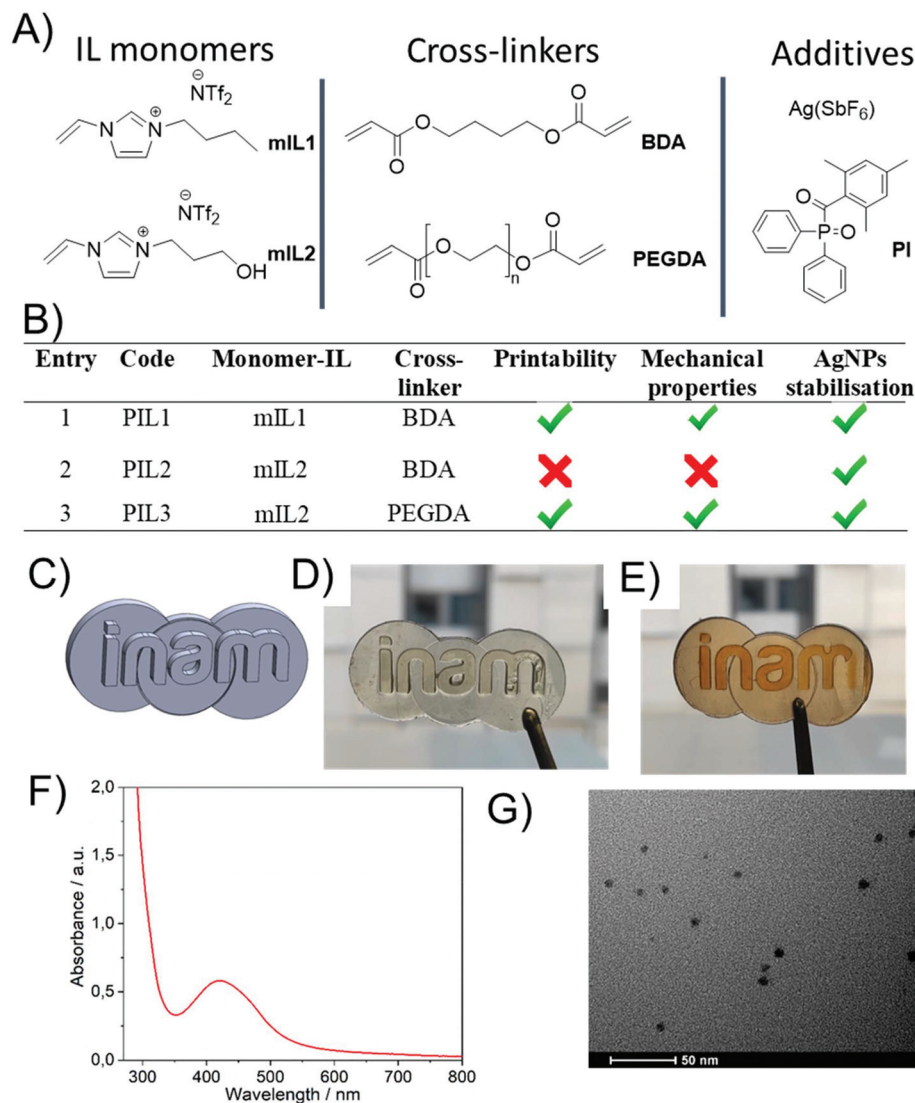 A)
IL monomers
Cross-linkers
Additives
⊖
NTf2
⊕
N
N
mIL1
⊖
NTf2
⊕
N
N
OH
mIL2
O
O
O
O
BDA
O
O
O
O
n
PEGDA
Ag(SbF6)
O
P
O
PI
B)
Entry Code Monomer-IL Cross-linker Printability Mechanical properties AgNPs stabilisation
1 PIL1 mIL1 BDA
2 PIL2 mIL2 BDA
3 PIL3 mIL2 PEGDA
C)
inam
D)
inam
E)
inam
F)
2,0
1,5
1,0
0,5
0,0
Absorbance / a.u.
300 400 500 600 700 800
Wavelength / nm
G)
50 nm